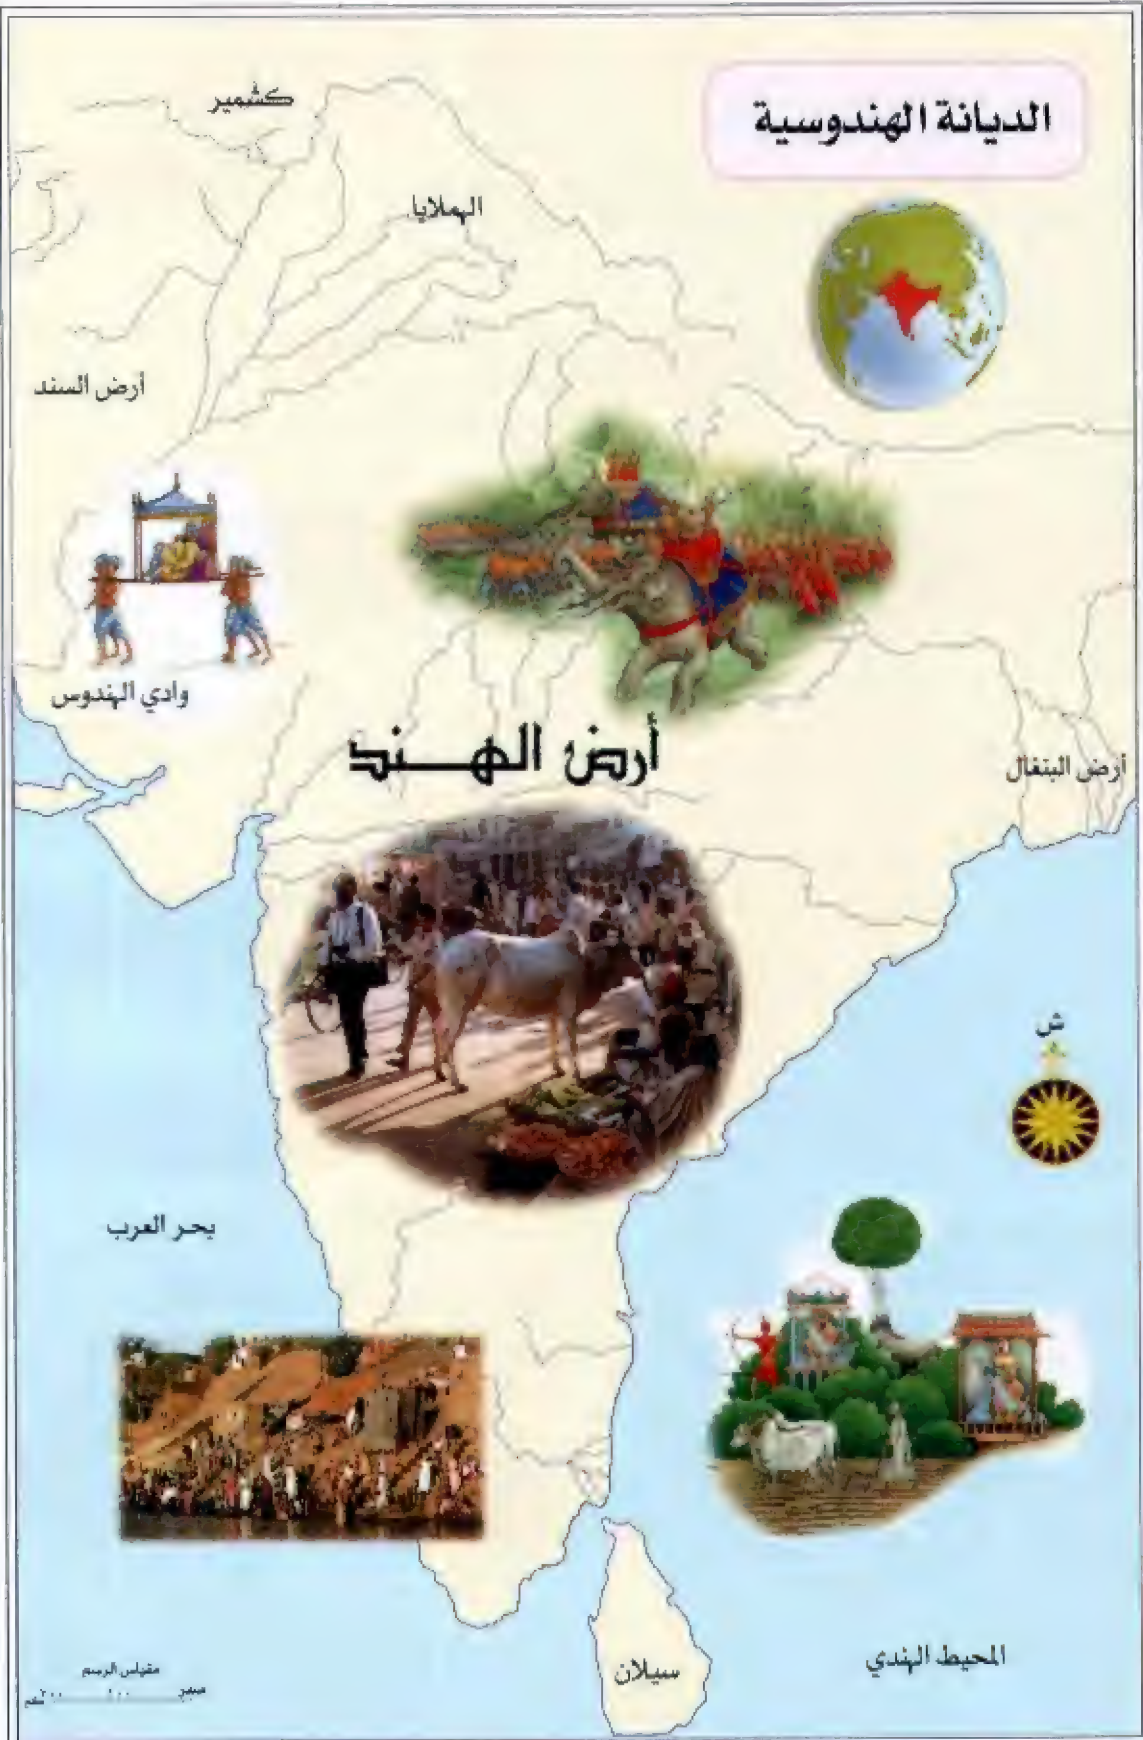 الديانة الهندوسية
كشمير
الهملايا
أرض السند
وادي الهندوس
أرض الهند
أرض البنغال
ش
بحر العرب
المحيط الهندي
سيلان
مقياس الرسم
صفر